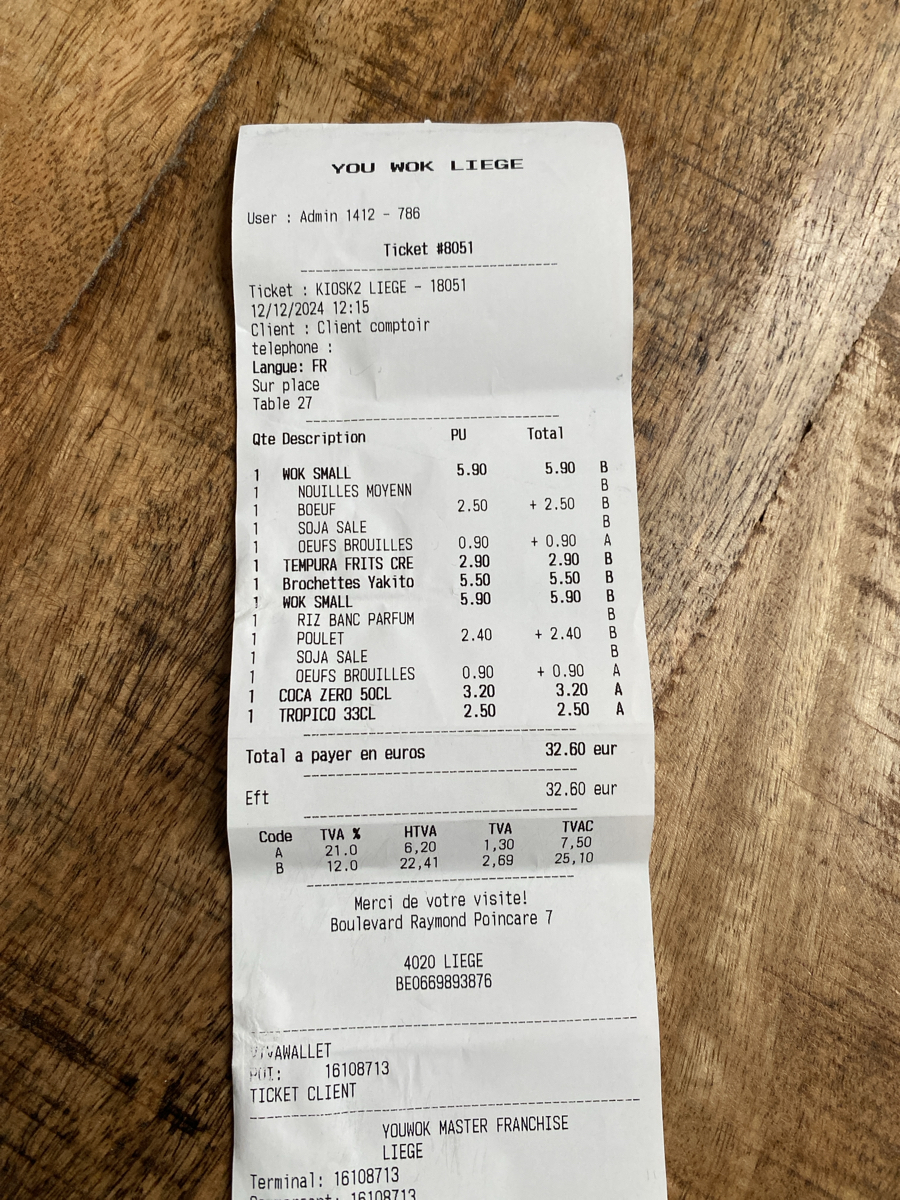 YOU WOK LIEGE
User : Admin 1412 - 786
Ticket #8051
Ticket : KIOSK2 LIEGE - 18051
12/12/2024 12:15
Client : Client comptoir
telephone :
Langue: FR
Sur place
Table 27
Qte Description PU Total
1 WOK SMALL 5.90 5.90 B
1 NOUILLES MOYENN B
1 BOEUF 2.50 + 2.50 B
1 SOJA SALE B
1 OEUFS BROUILLES 0.90 + 0.90 A
1 TEMPURA FRITS CRE 2.90 2.90 B
1 Brochettes Yakito 5.50 5.50 B
1 WOK SMALL 5.90 5.90 B
1 RIZ BANC PARFUM B
1 POULET 2.40 + 2.40 B
1 SOJA SALE B
1 OEUFS BROUILLES 0.90 + 0.90 A
1 COCA ZERO 50CL 3.20 3.20 A
1 TROPICO 33CL 2.50 2.50 A
Total a payer en euros 32.60 eur
Eft 32.60 eur
Code TVA % HTVA TVA TVAC
A 21.0 6,20 1,30 7,50
B 12.0 22,41 2,69 25,10
Merci de votre visite!
Boulevard Raymond Poincare 7
4020 LIEGE
BE0669893876
VIVAWALLET
POI: 16108713
TICKET CLIENT
YOUWOK MASTER FRANCHISE
LIEGE
Terminal: 16108713
16108713